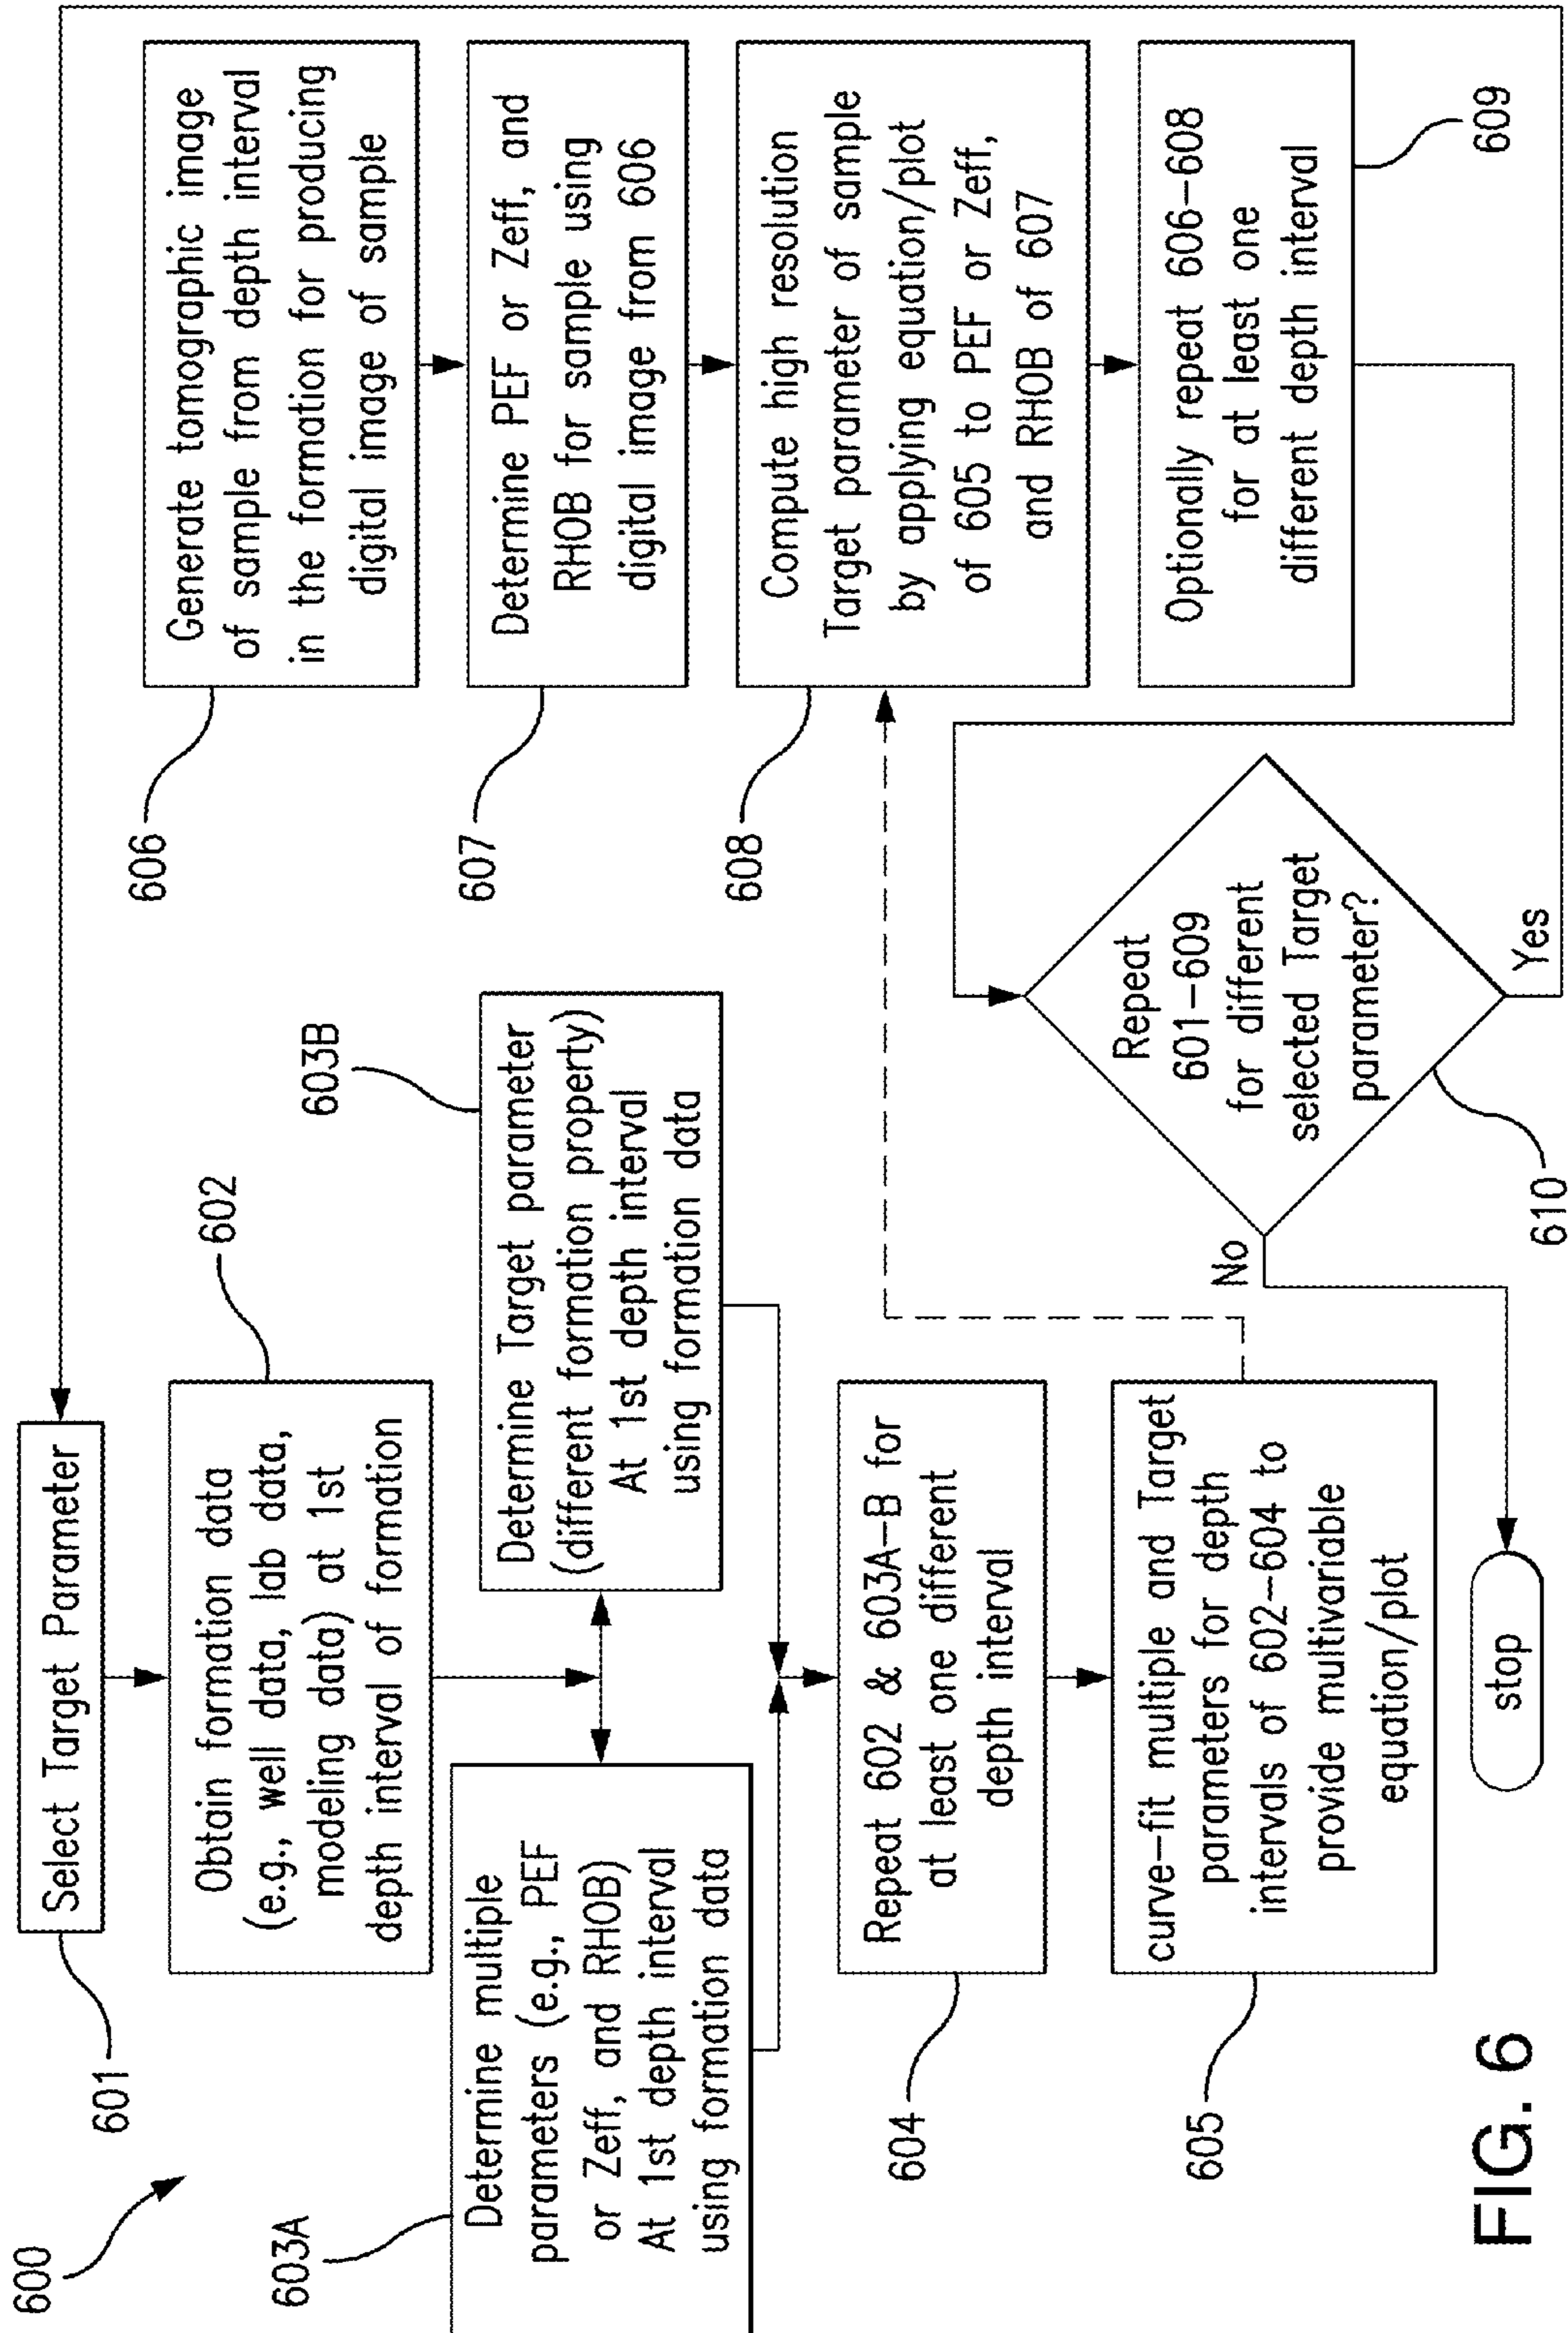 600
601
Select Target Parameter
602
Obtain formation data
(e.g., well data, lab data,
modeling data) at 1st
depth interval of formation
603A
Determine multiple
parameters (e.g., PEF
or Zeff, and RHOB)
At 1st depth interval
using formation data
603B
Determine Target parameter
(different formation property)
At 1st depth interval
using formation data
604
Repeat 602 & 603A-B for
at least one different
depth interval
605
curve-fit multiple and Target
parameters for depth
intervals of 602-604 to
provide multivariable
equation/plot
606
Generate tomographic image
of sample from depth interval
in the formation for producing
digital image of sample
607
Determine PEF or Zeff, and
RHOB for sample using
digital image from 606
608
Compute high resolution
Target parameter of sample
by applying equation/plot
of 605 to PEF or Zeff,
and RHOB of 607
609
Optionally repeat 606-608
for at least one
different depth interval
610
Repeat
601-609
for different
selected Target
parameter?
Yes
No
stop
FIG. 6